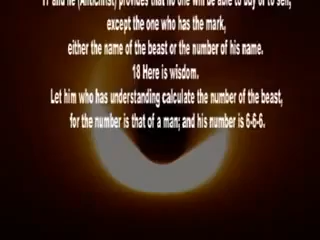 17 and he (Antichrist) provides that no one will be able to buy or to sell,
except the one who has the mark,
either the name of the beast or the number of his name.
18 Here is wisdom.
Let him who has understanding calculate the number of the beast,
for the number is that of a man; and his number is 6-6-6.